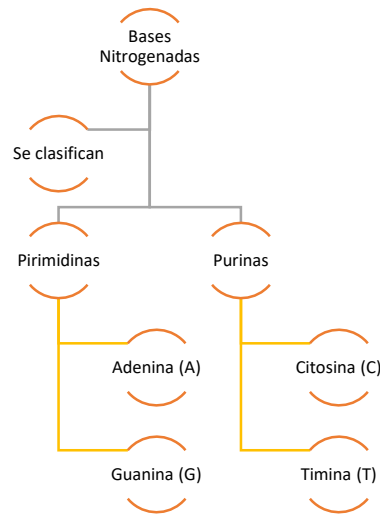 Bases
Nitrogenadas
Se clasifican
Pirimidinas
Purinas
Adenina (A)
Citosina (C)
Guanina (G)
Timina (T)